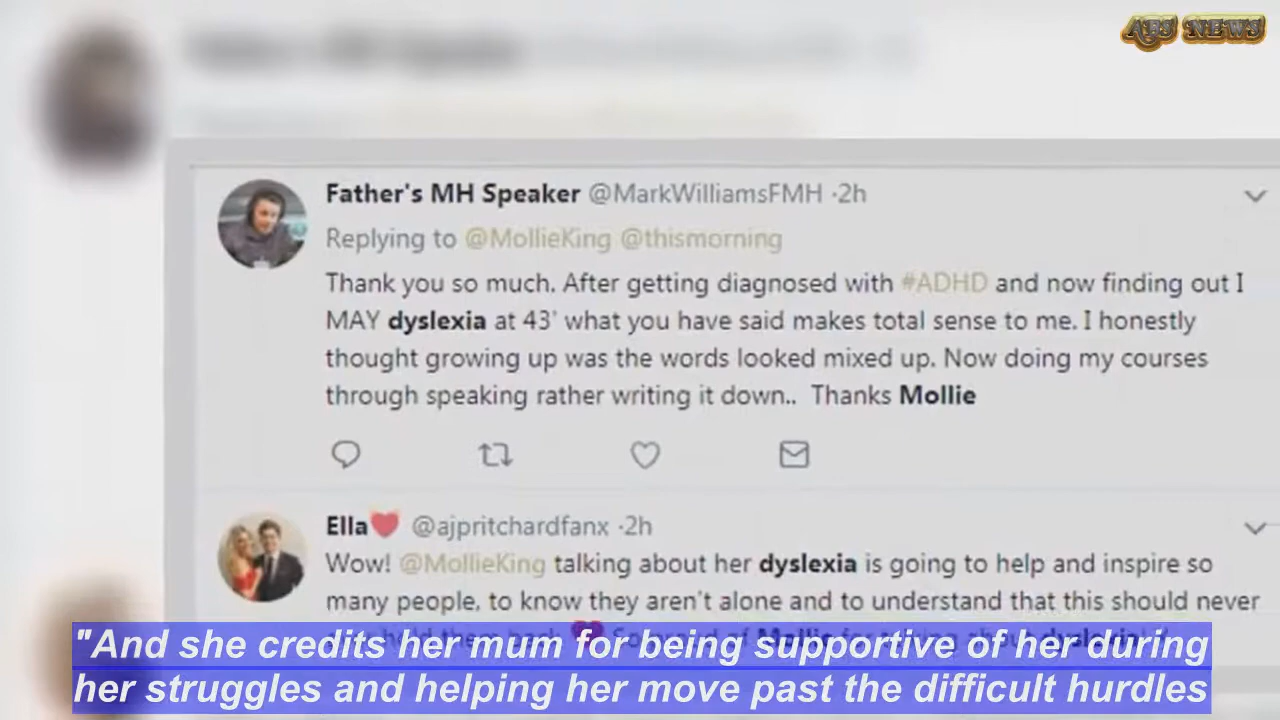 ABS NEWS
Father's MH Speaker @MarkWilliamsFMH ·2h
Replying to @MollieKing @thismorning
Thank you so much. After getting diagnosed with #ADHD and now finding out I
MAY dyslexia at 43' what you have said makes total sense to me. I honestly
thought growing up was the words looked mixed up. Now doing my courses
through speaking rather writing it down.. Thanks Mollie
Ella❤ @ajpritchardfanx ·2h
Wow! @MollieKing talking about her dyslexia is going to help and inspire so
many people, to know they aren't alone and to understand that this should never
"And she credits her mum for being supportive of her during
her struggles and helping her move past the difficult hurdles